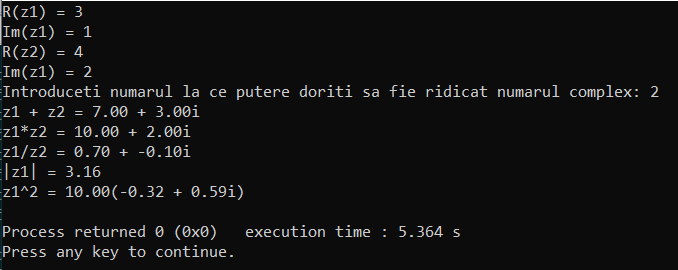 R(z1) = 3
Im(z1) = 1
R(z2) = 4
Im(z1) = 2
Introduceti numarul la ce putere doriti sa fie ridicat numarul complex: 2
z1 + z2 = 7.00 + 3.00i
z1*z2 = 10.00 + 2.00i
z1/z2 = 0.70 + -0.10i
|z1| = 3.16
z1^2 = 10.00(-0.32 + 0.59i)
Process returned 0 (0x0)   execution time : 5.364 s
Press any key to continue.